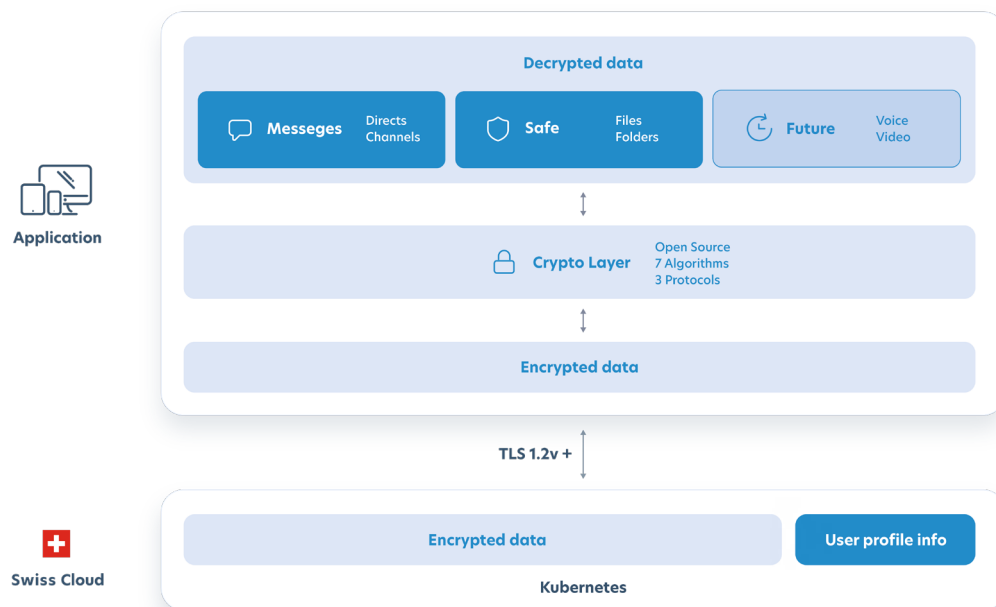 Decrypted data
Messeges
Directs
Channels
Safe
Files
Folders
Future
Voice
Video
Application
Crypto Layer
Open Source
7 Algorithms
3 Protocols
Encrypted data
TLS 1.2v +
Encrypted data
User profile info
Swiss Cloud
Kubernetes